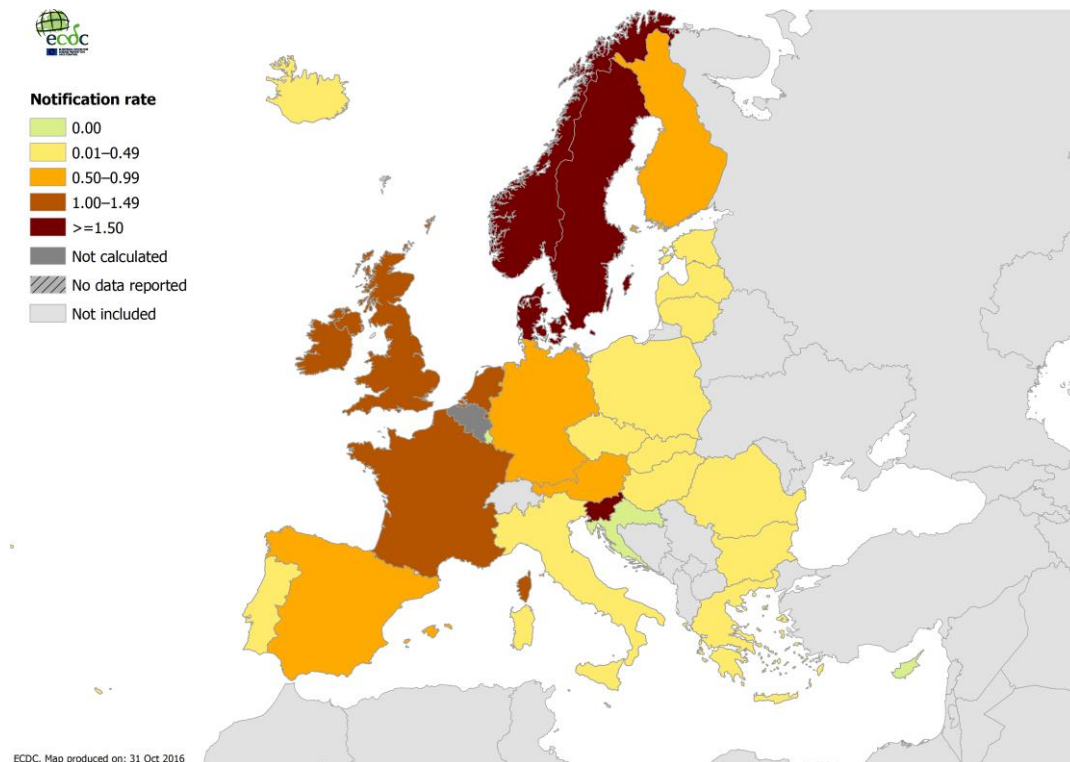 ecdc
Notification rate
0.00
0.01–0.49
0.50–0.99
1.00–1.49
>=1.50
Not calculated
No data reported
Not included
ECDC. Map produced on: 31 Oct 2016